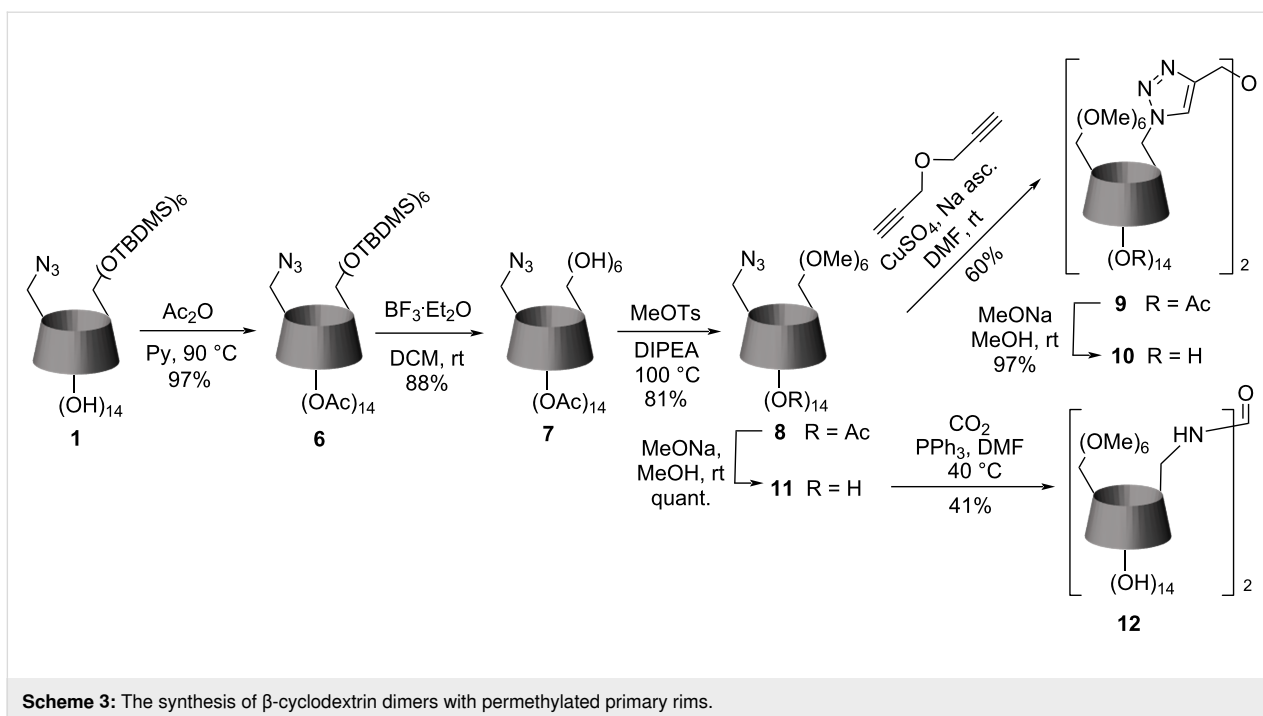 N₃
(OTBDMS)₆
(OH)₁₄
1
Ac₂O
Py, 90 °C
97%
N₃
(OTBDMS)₆
(OAc)₁₄
6
BF₃·Et₂O
DCM, rt
88%
N₃
(OH)₆
(OAc)₁₄
7
MeOTs
DIPEA
100 °C
81%
N₃
(OMe)₆
(OR)₁₄
8 R = Ac
MeONa,
MeOH, rt
quant.
11 R = H
O
CuSO₄, Na asc.
DMF, rt
60%
N
N
N
O
(OMe)₆
(OR)₁₄
2
9 R = Ac
MeONa
MeOH, rt
97%
10 R = H
CO₂
PPh₃, DMF
40 °C
41%
O
HN
(OMe)₆
(OH)₁₄
2
12
Scheme 3: The synthesis of β-cyclodextrin dimers with permethylated primary rims.